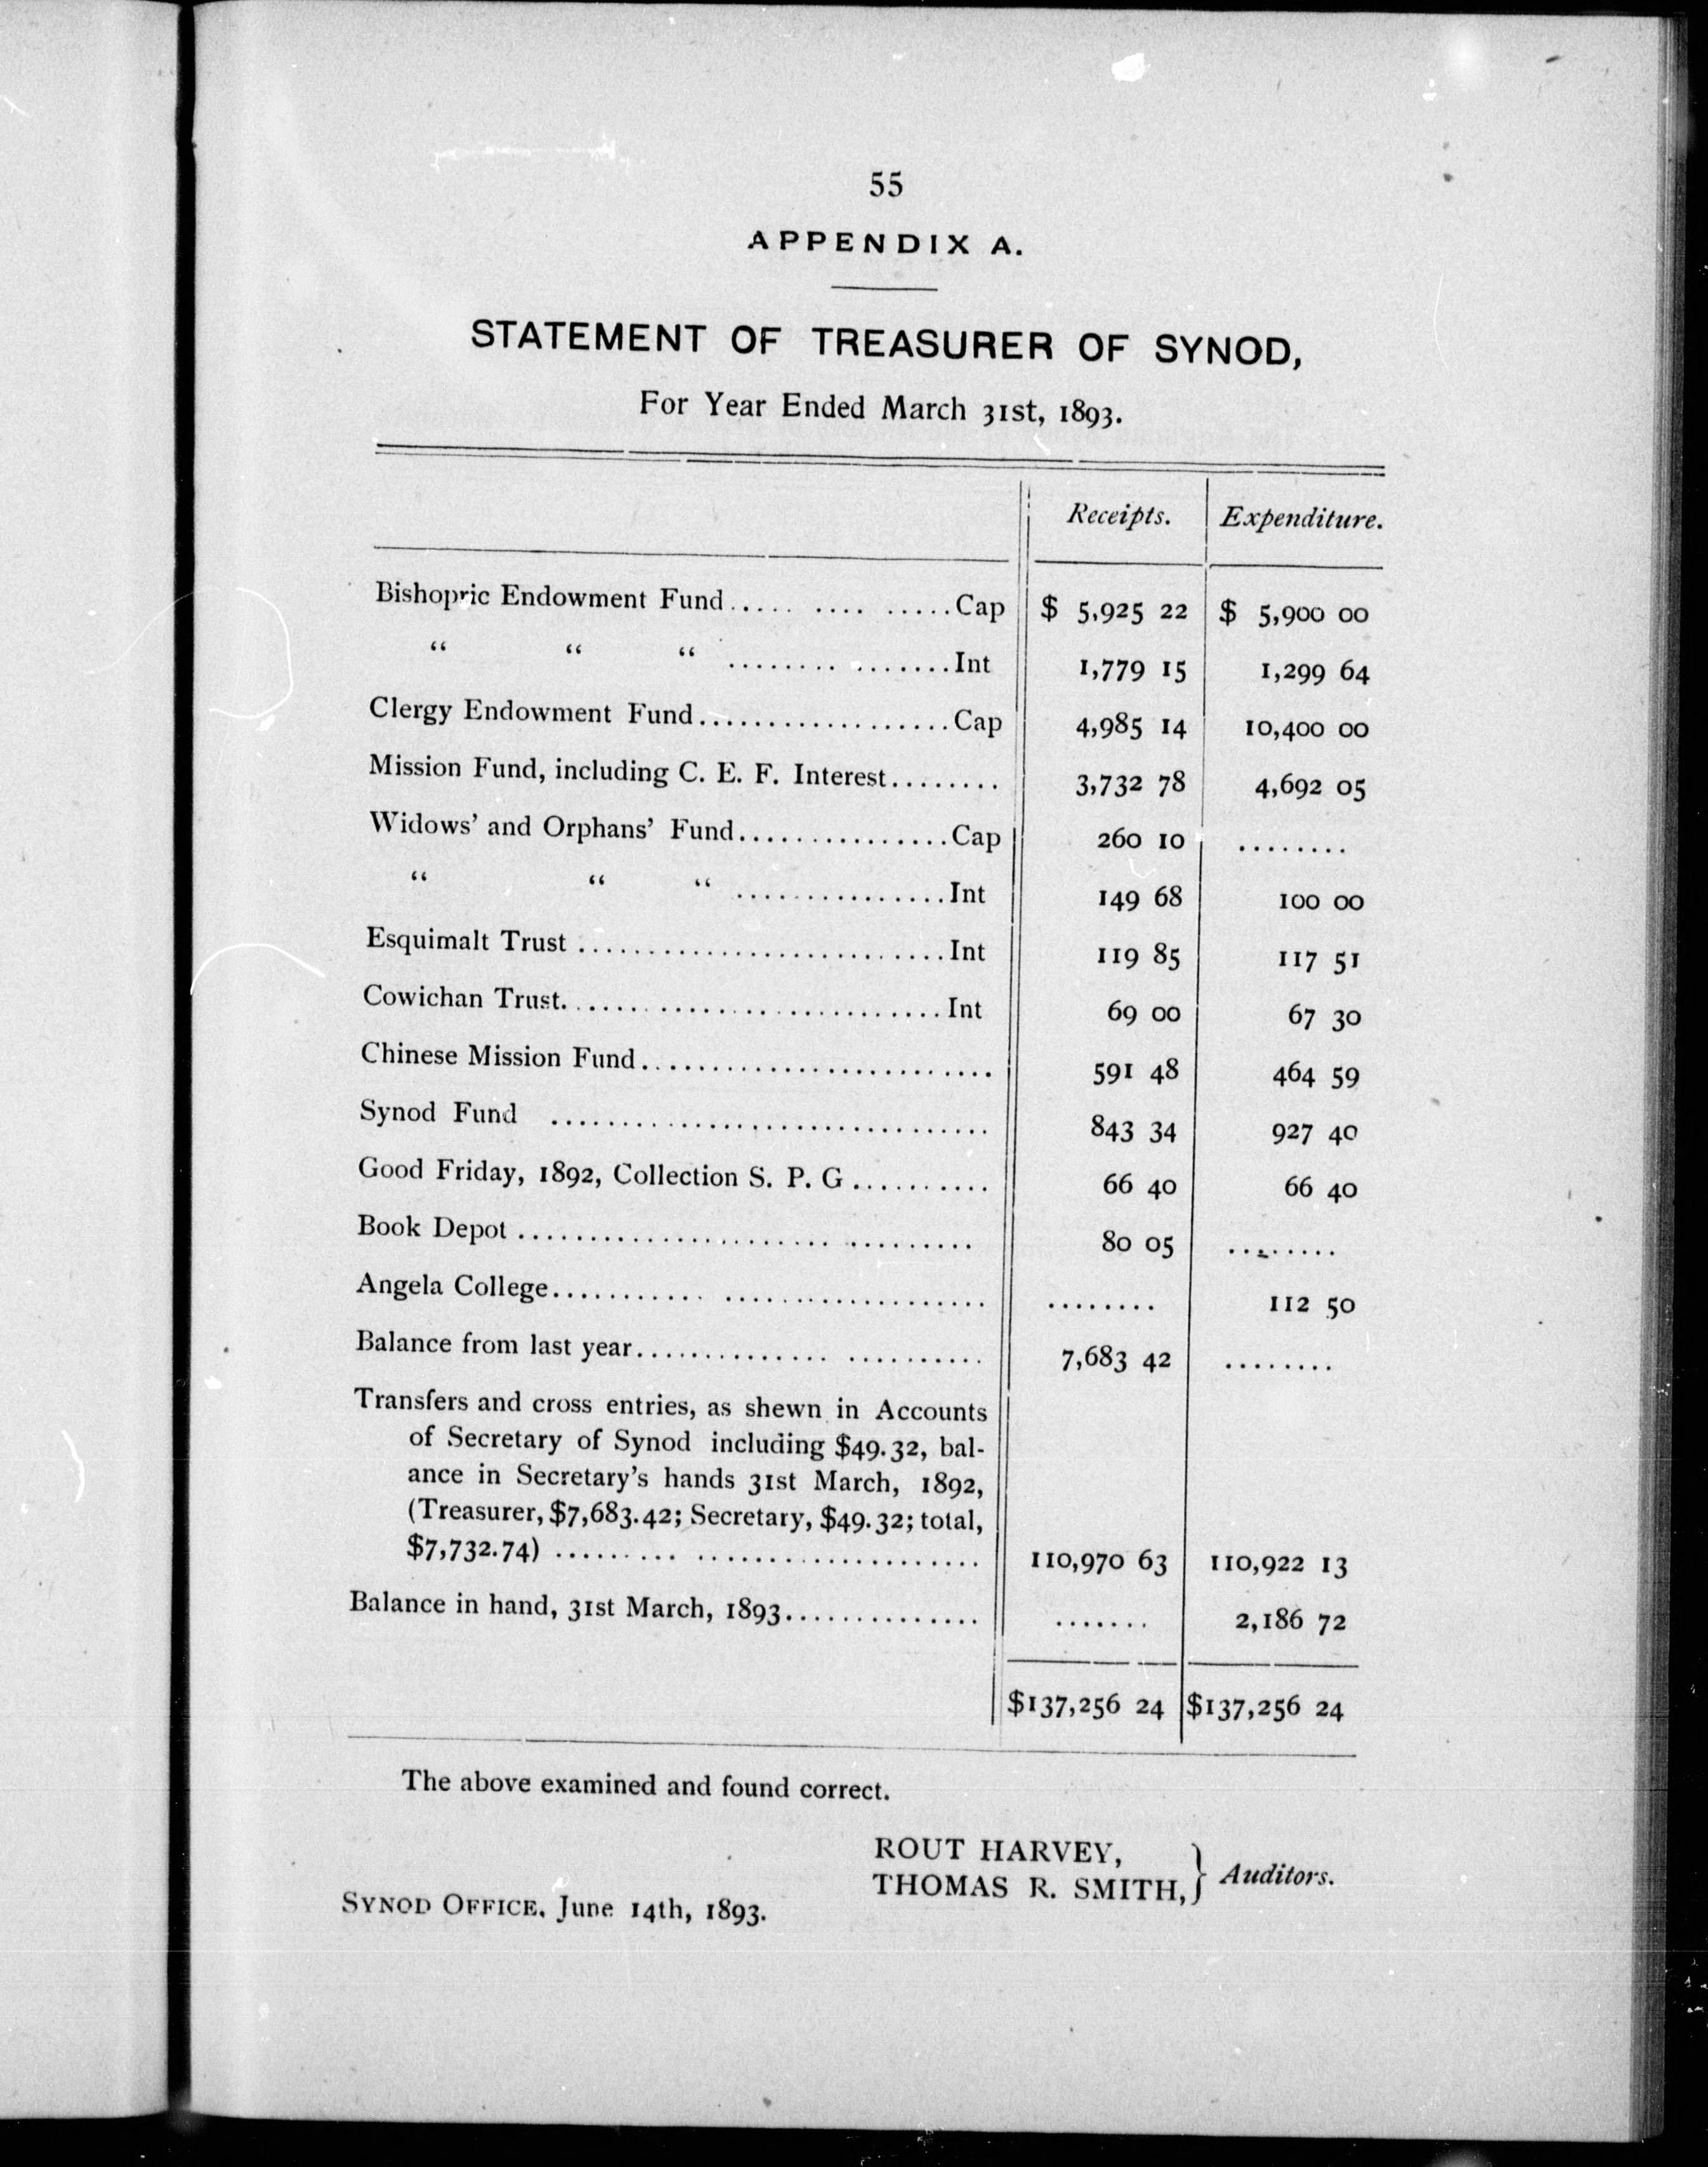 55
APPENDIX A.
STATEMENT OF TREASURER OF SYNOD,
For Year Ended March 31st, 1893.
Receipts. Expenditure.
Bishopric Endowment Fund..... .... .....Cap $ 5,925 22 $ 5,900 00
“ “ “ ........ .......Int 1,779 15 1,299 64
Clergy Endowment Fund..................Cap 4,985 14 10,400 00
Mission Fund, including C. E. F. Interest........ 3,732 78 4,692 05
Widows’ and Orphans’ Fund...............Cap 260 10 ........
“ “ “ ...............Int 149 68 100 00
Esquimalt Trust ..........................Int 119 85 117 51
Cowichan Trust...........................Int 69 00 67 30
Chinese Mission Fund......................... 591 48 464 59
Synod Fund ............................... 843 34 927 40
Good Friday, 1892, Collection S. P. G.......... 66 40 66 40
Book Depot ...................... ......... 80 05 ........
Angela College........... ................... ........ 112 50
Balance from last year.............. .......... 7,683 42 ........
Transfers and cross entries, as shewn in Accounts
of Secretary of Synod including $49.32, bal-
ance in Secretary’s hands 31st March, 1892,
(Treasurer, $7,683.42; Secretary, $49.32; total,
$7,732.74) ......... .................... 110,970 63 110,922 13
Balance in hand, 31st March, 1893.............. ....... 2,186 72
$137,256 24 $137,256 24
The above examined and found correct.
ROUT HARVEY,
THOMAS R. SMITH, } Auditors.
SYNOD OFFICE, June 14th, 1893.